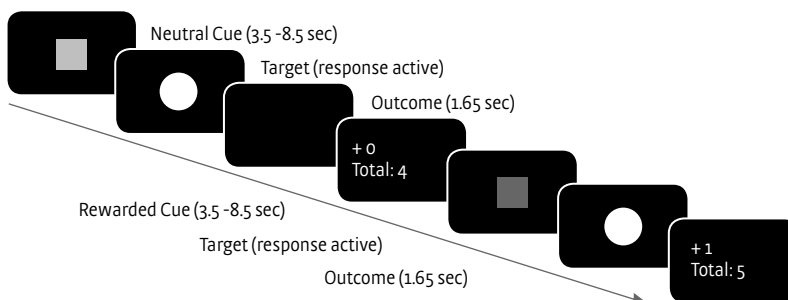 Neutral Cue (3.5 -8.5 sec)
Target (response active)
Outcome (1.65 sec)
+ 0
Total: 4
Rewarded Cue (3.5 -8.5 sec)
Target (response active)
Outcome (1.65 sec)
+ 1
Total: 5